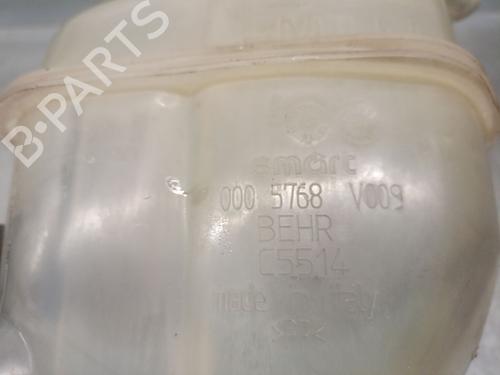 B-PARTS
smart
000 5768 V009
BEHR
C5514
made in Italy